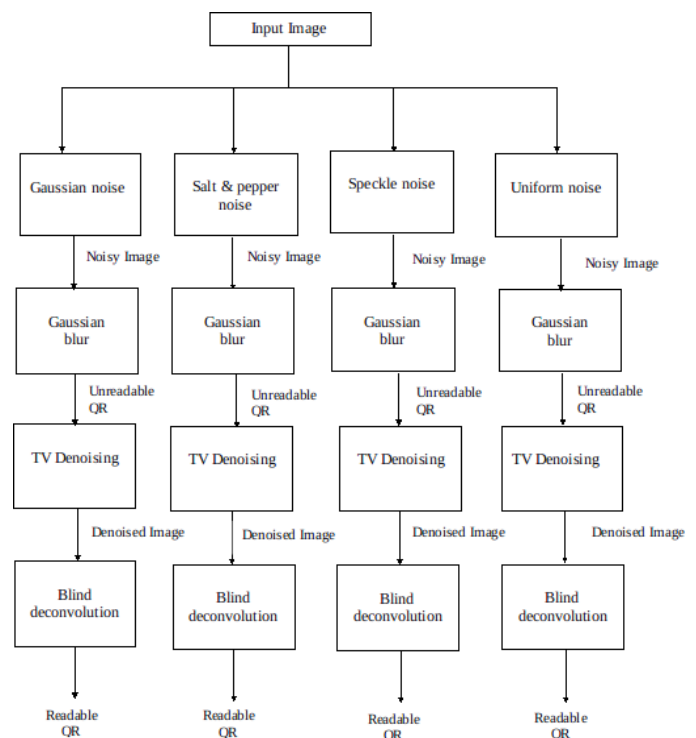 Input Image
Gaussian noise
Salt & pepper
noise
Speckle noise
Uniform noise
Noisy Image
Noisy Image
Noisy Image
Noisy Image
Gaussian
blur
Gaussian
blur
Gaussian
blur
Gaussian
blur
Unreadable
QR
Unreadable
QR
Unreadable
QR
Unreadable
QR
TV Denoising
TV Denoising
TV Denoising
TV Denoising
Denoised Image
Denoised Image
Denoised Image
Denoised Image
Blind
deconvolution
Blind
deconvolution
Blind
deconvolution
Blind
deconvolution
Readable
QR
Readable
QR
Readable
QR
Readable
QR